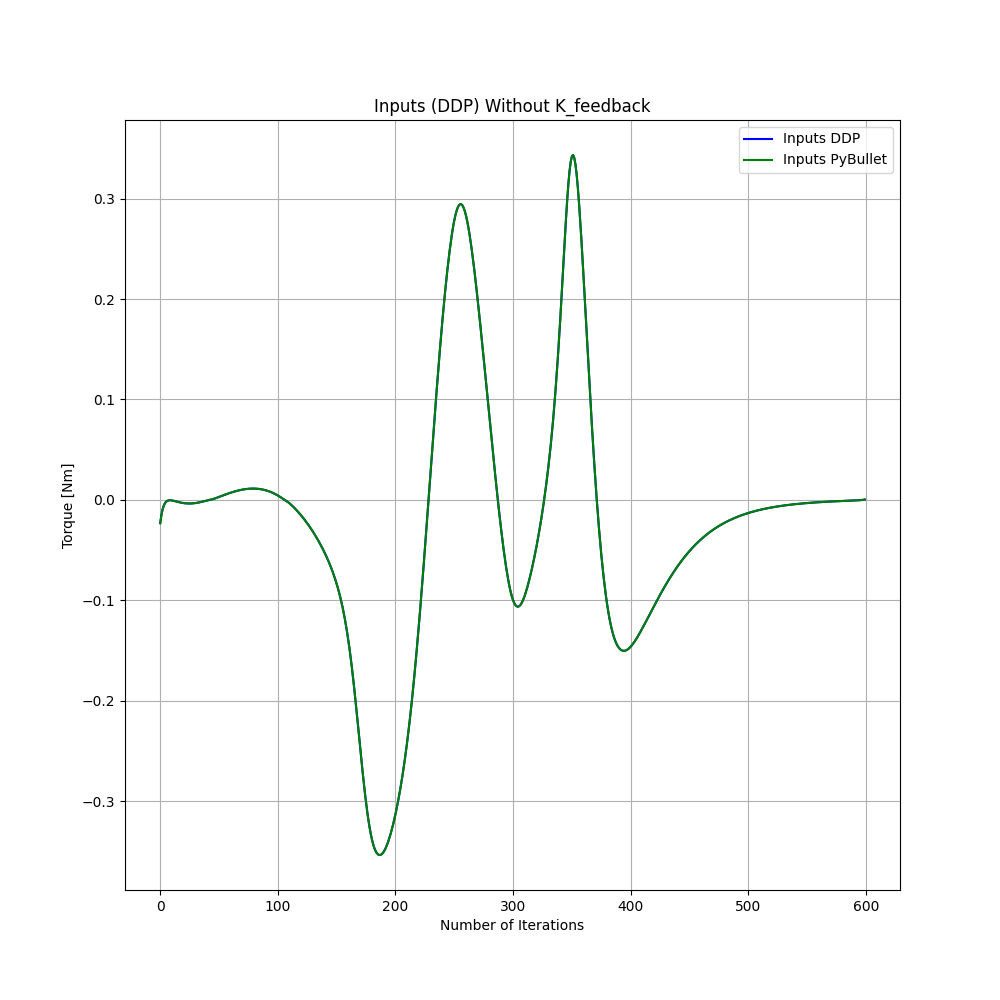 Inputs (DDP) Without K_feedback
Inputs DDP
Inputs PyBullet
0.3
0.2
0.1
0.0
−0.1
−0.2
−0.3
Torque [Nm]
0 100 200 300 400 500 600
Number of Iterations